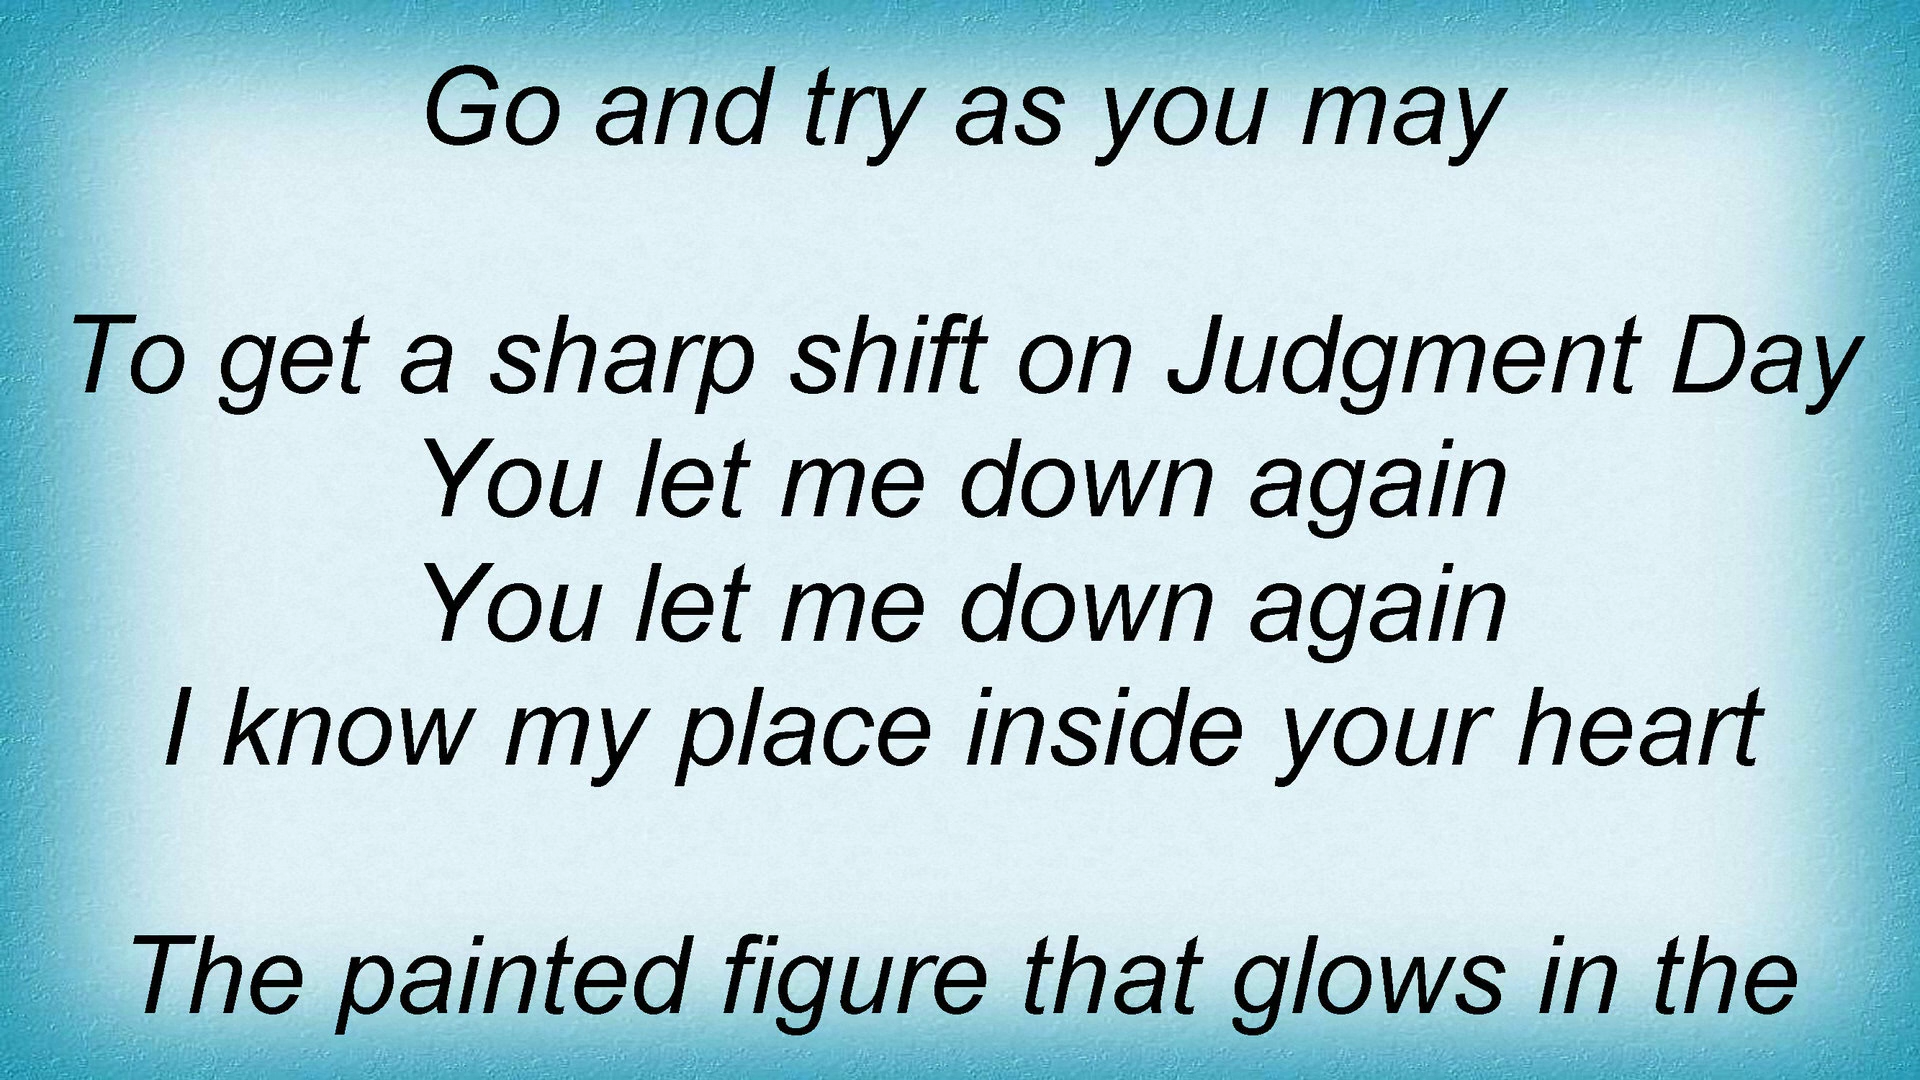 Go and try as you may
To get a sharp shift on Judgment Day
You let me down again
You let me down again
I know my place inside your heart
The painted figure that glows in the